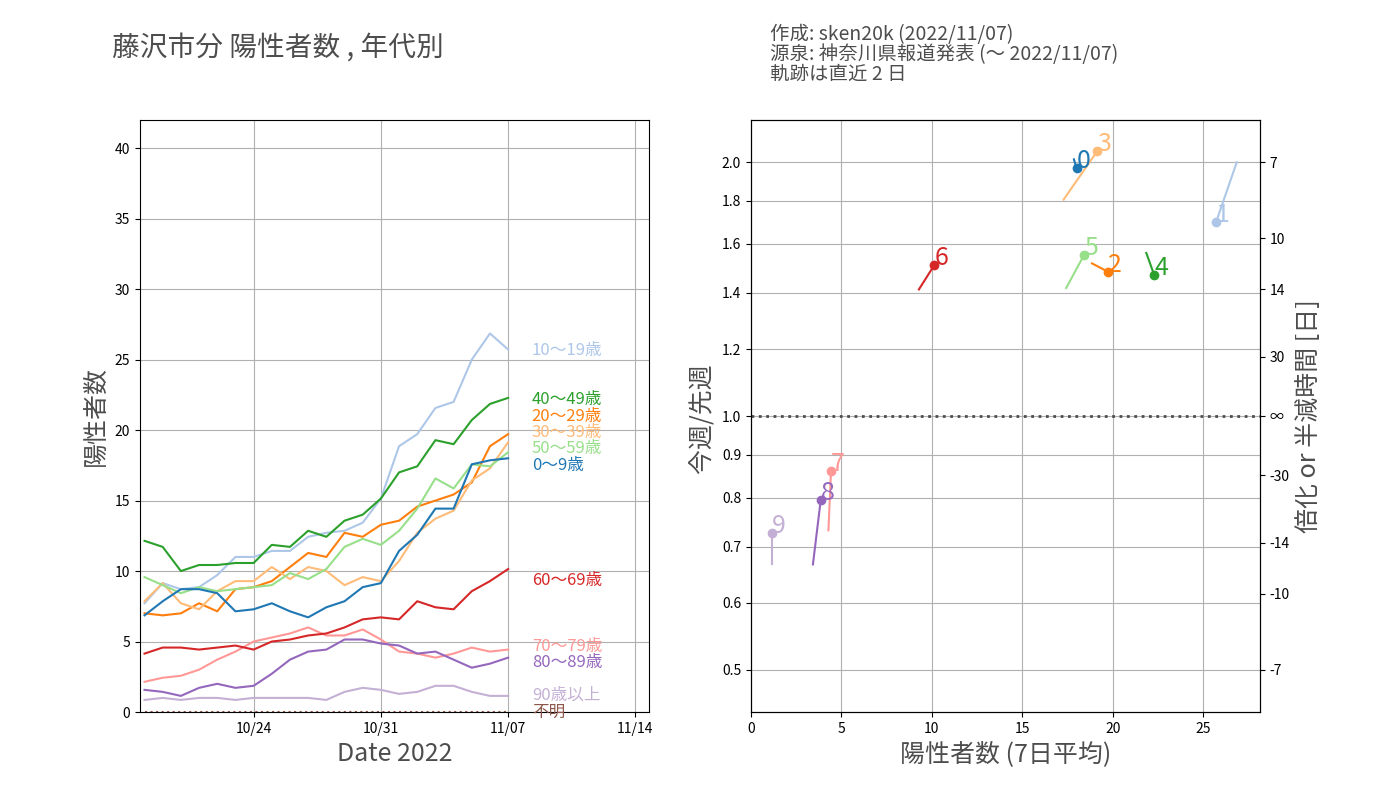 藤沢市分 陽性者数 , 年代別
作成: sken20k (2022/11/07)
源泉: 神奈川県報道発表 (〜 2022/11/07)
軌跡は直近 2 日
陽性者数
40
35
30
25
20
15
10
5
0
10/24
10/31
11/07
11/14
Date 2022
10〜19歳
40〜49歳
20〜29歳
30〜39歳
50〜59歳
0〜9歳
60〜69歳
70〜79歳
80〜89歳
90歳以上
不明
今週/先週
2.0
1.8
1.6
1.4
1.2
1.0
0.9
0.8
0.7
0.6
0.5
0
5
10
15
20
25
陽性者数 (7日平均)
3
0
1
5
2
4
6
7
8
9
7
10
14
30
∞
-30
-14
-10
-7
倍化 or 半減時間 [日]